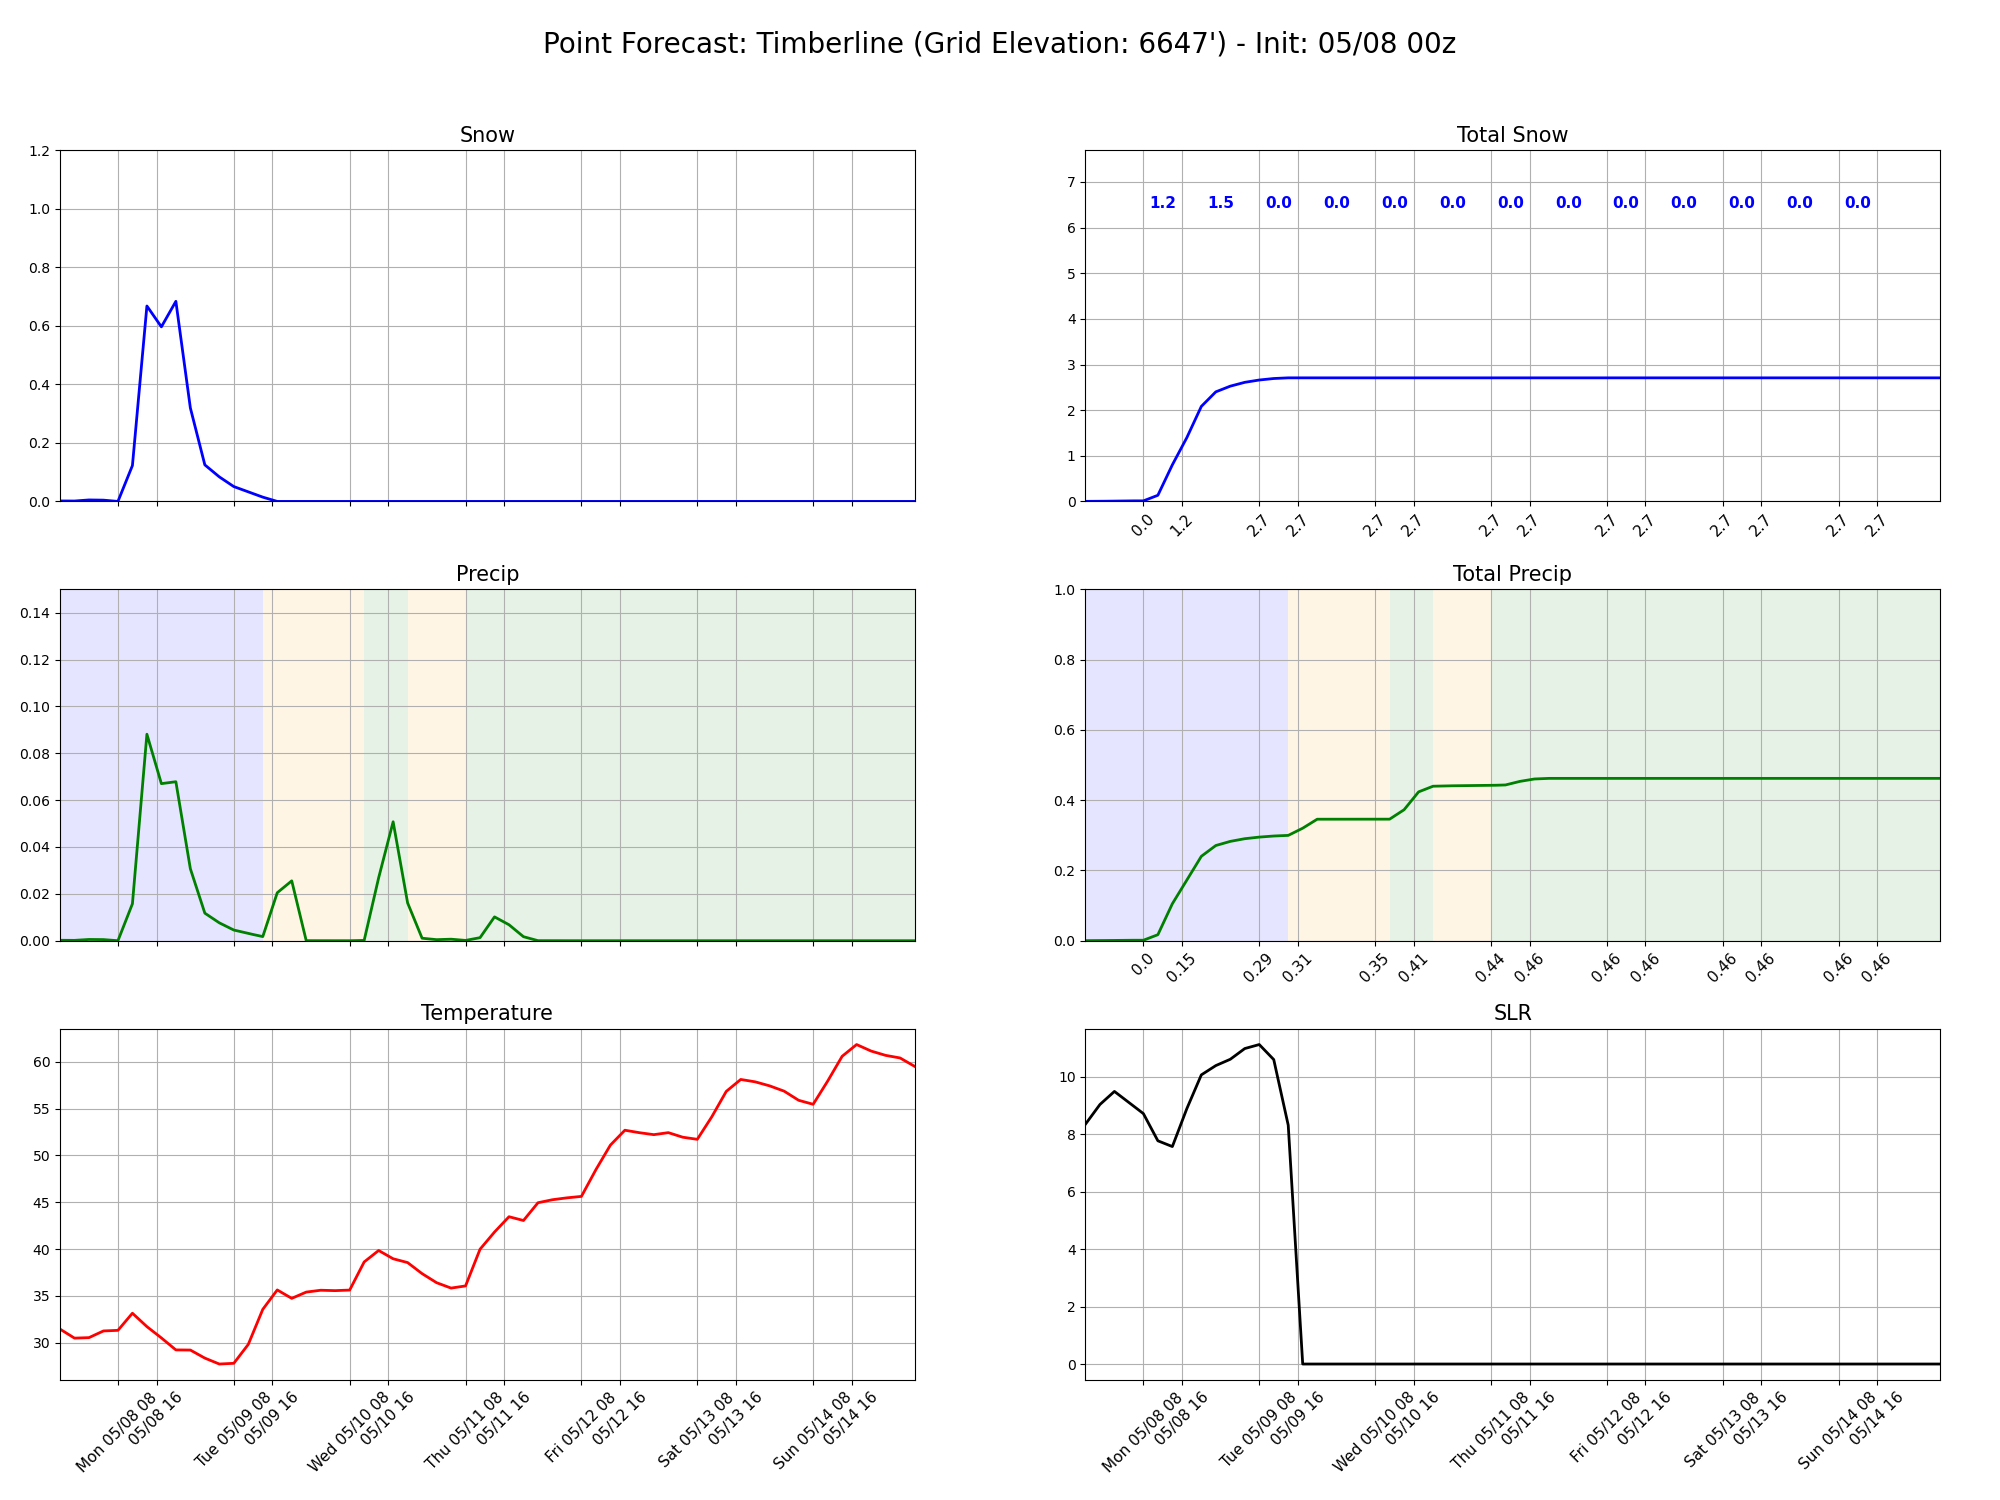 Point Forecast: Timberline (Grid Elevation: 6647') - Init: 05/08 00z
Snow
1.2
1.0
0.8
0.6
0.4
0.2
0.0
Total Snow
7
6
5
4
3
2
1
0
1.2 1.5 0.0 0.0 0.0 0.0 0.0 0.0 0.0 0.0 0.0 0.0 0.0
0.0 1.2 2.7 2.7 2.7 2.7 2.7 2.7 2.7 2.7 2.7 2.7 2.7 2.7
Precip
0.14
0.12
0.10
0.08
0.06
0.04
0.02
0.00
Total Precip
1.0
0.8
0.6
0.4
0.2
0.0
0.0 0.15 0.29 0.31 0.35 0.41 0.44 0.46 0.46 0.46 0.46 0.46 0.46 0.46
Temperature
60
55
50
45
40
35
30
Mon 05/08 08
05/08 16
Tue 05/09 08
05/09 16
Wed 05/10 08
05/10 16
Thu 05/11 08
05/11 16
Fri 05/12 08
05/12 16
Sat 05/13 08
05/13 16
Sun 05/14 08
05/14 16
SLR
10
8
6
4
2
0
Mon 05/08 08
05/08 16
Tue 05/09 08
05/09 16
Wed 05/10 08
05/10 16
Thu 05/11 08
05/11 16
Fri 05/12 08
05/12 16
Sat 05/13 08
05/13 16
Sun 05/14 08
05/14 16